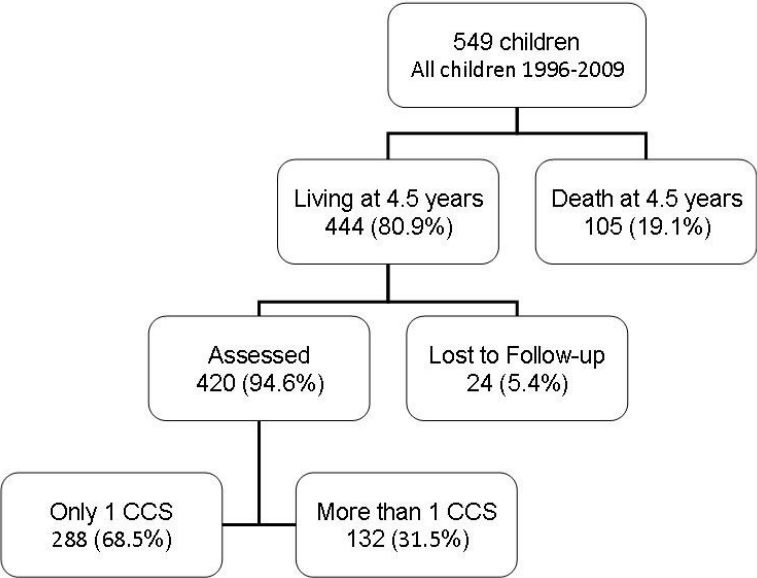 549 children
All children 1996-2009
Living at 4.5 years
444 (80.9%)
Death at 4.5 years
105 (19.1%)
Assessed
420 (94.6%)
Lost to Follow-up
24 (5.4%)
Only 1 CCS
288 (68.5%)
More than 1 CCS
132 (31.5%)